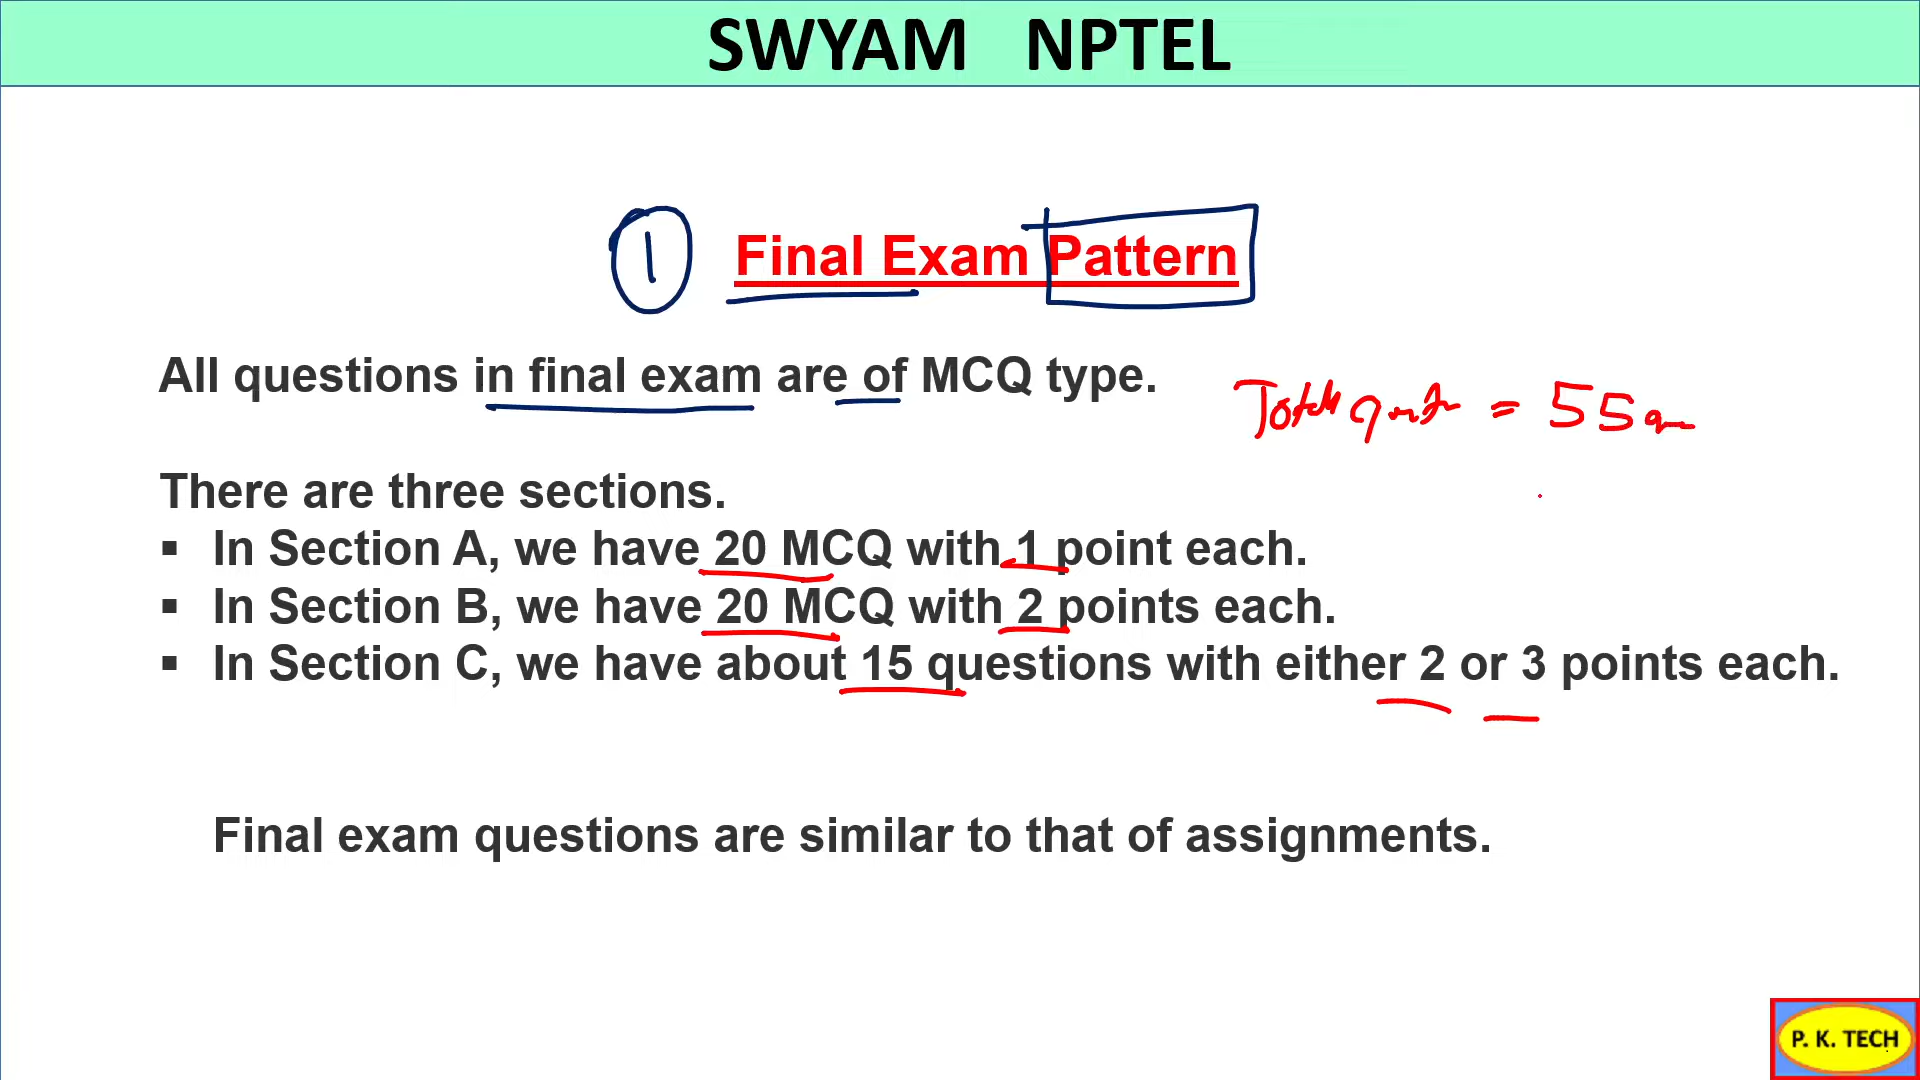 SWYAM NPTEL
1 Final Exam Pattern
All questions in final exam are of MCQ type.
Total = 55
There are three sections.
▪ In Section A, we have 20 MCQ with 1 point each.
▪ In Section B, we have 20 MCQ with 2 points each.
▪ In Section C, we have about 15 questions with either 2 or 3 points each.
Final exam questions are similar to that of assignments.
P. K. TECH